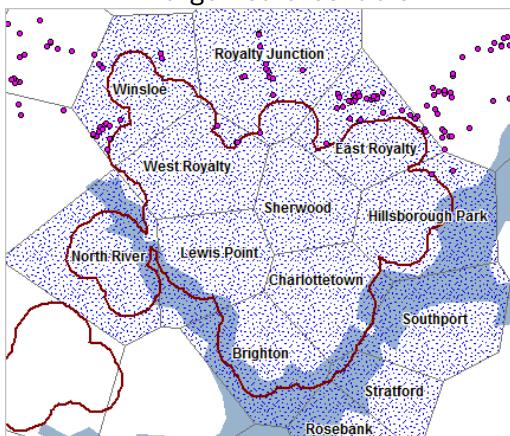 Royalty Junction
Winsloe
East Royalty
West Royalty
Sherwood
Hillsborough Park
North River
Lewis Point
Charlottetown
Southport
Brighton
Stratford
Rosebank